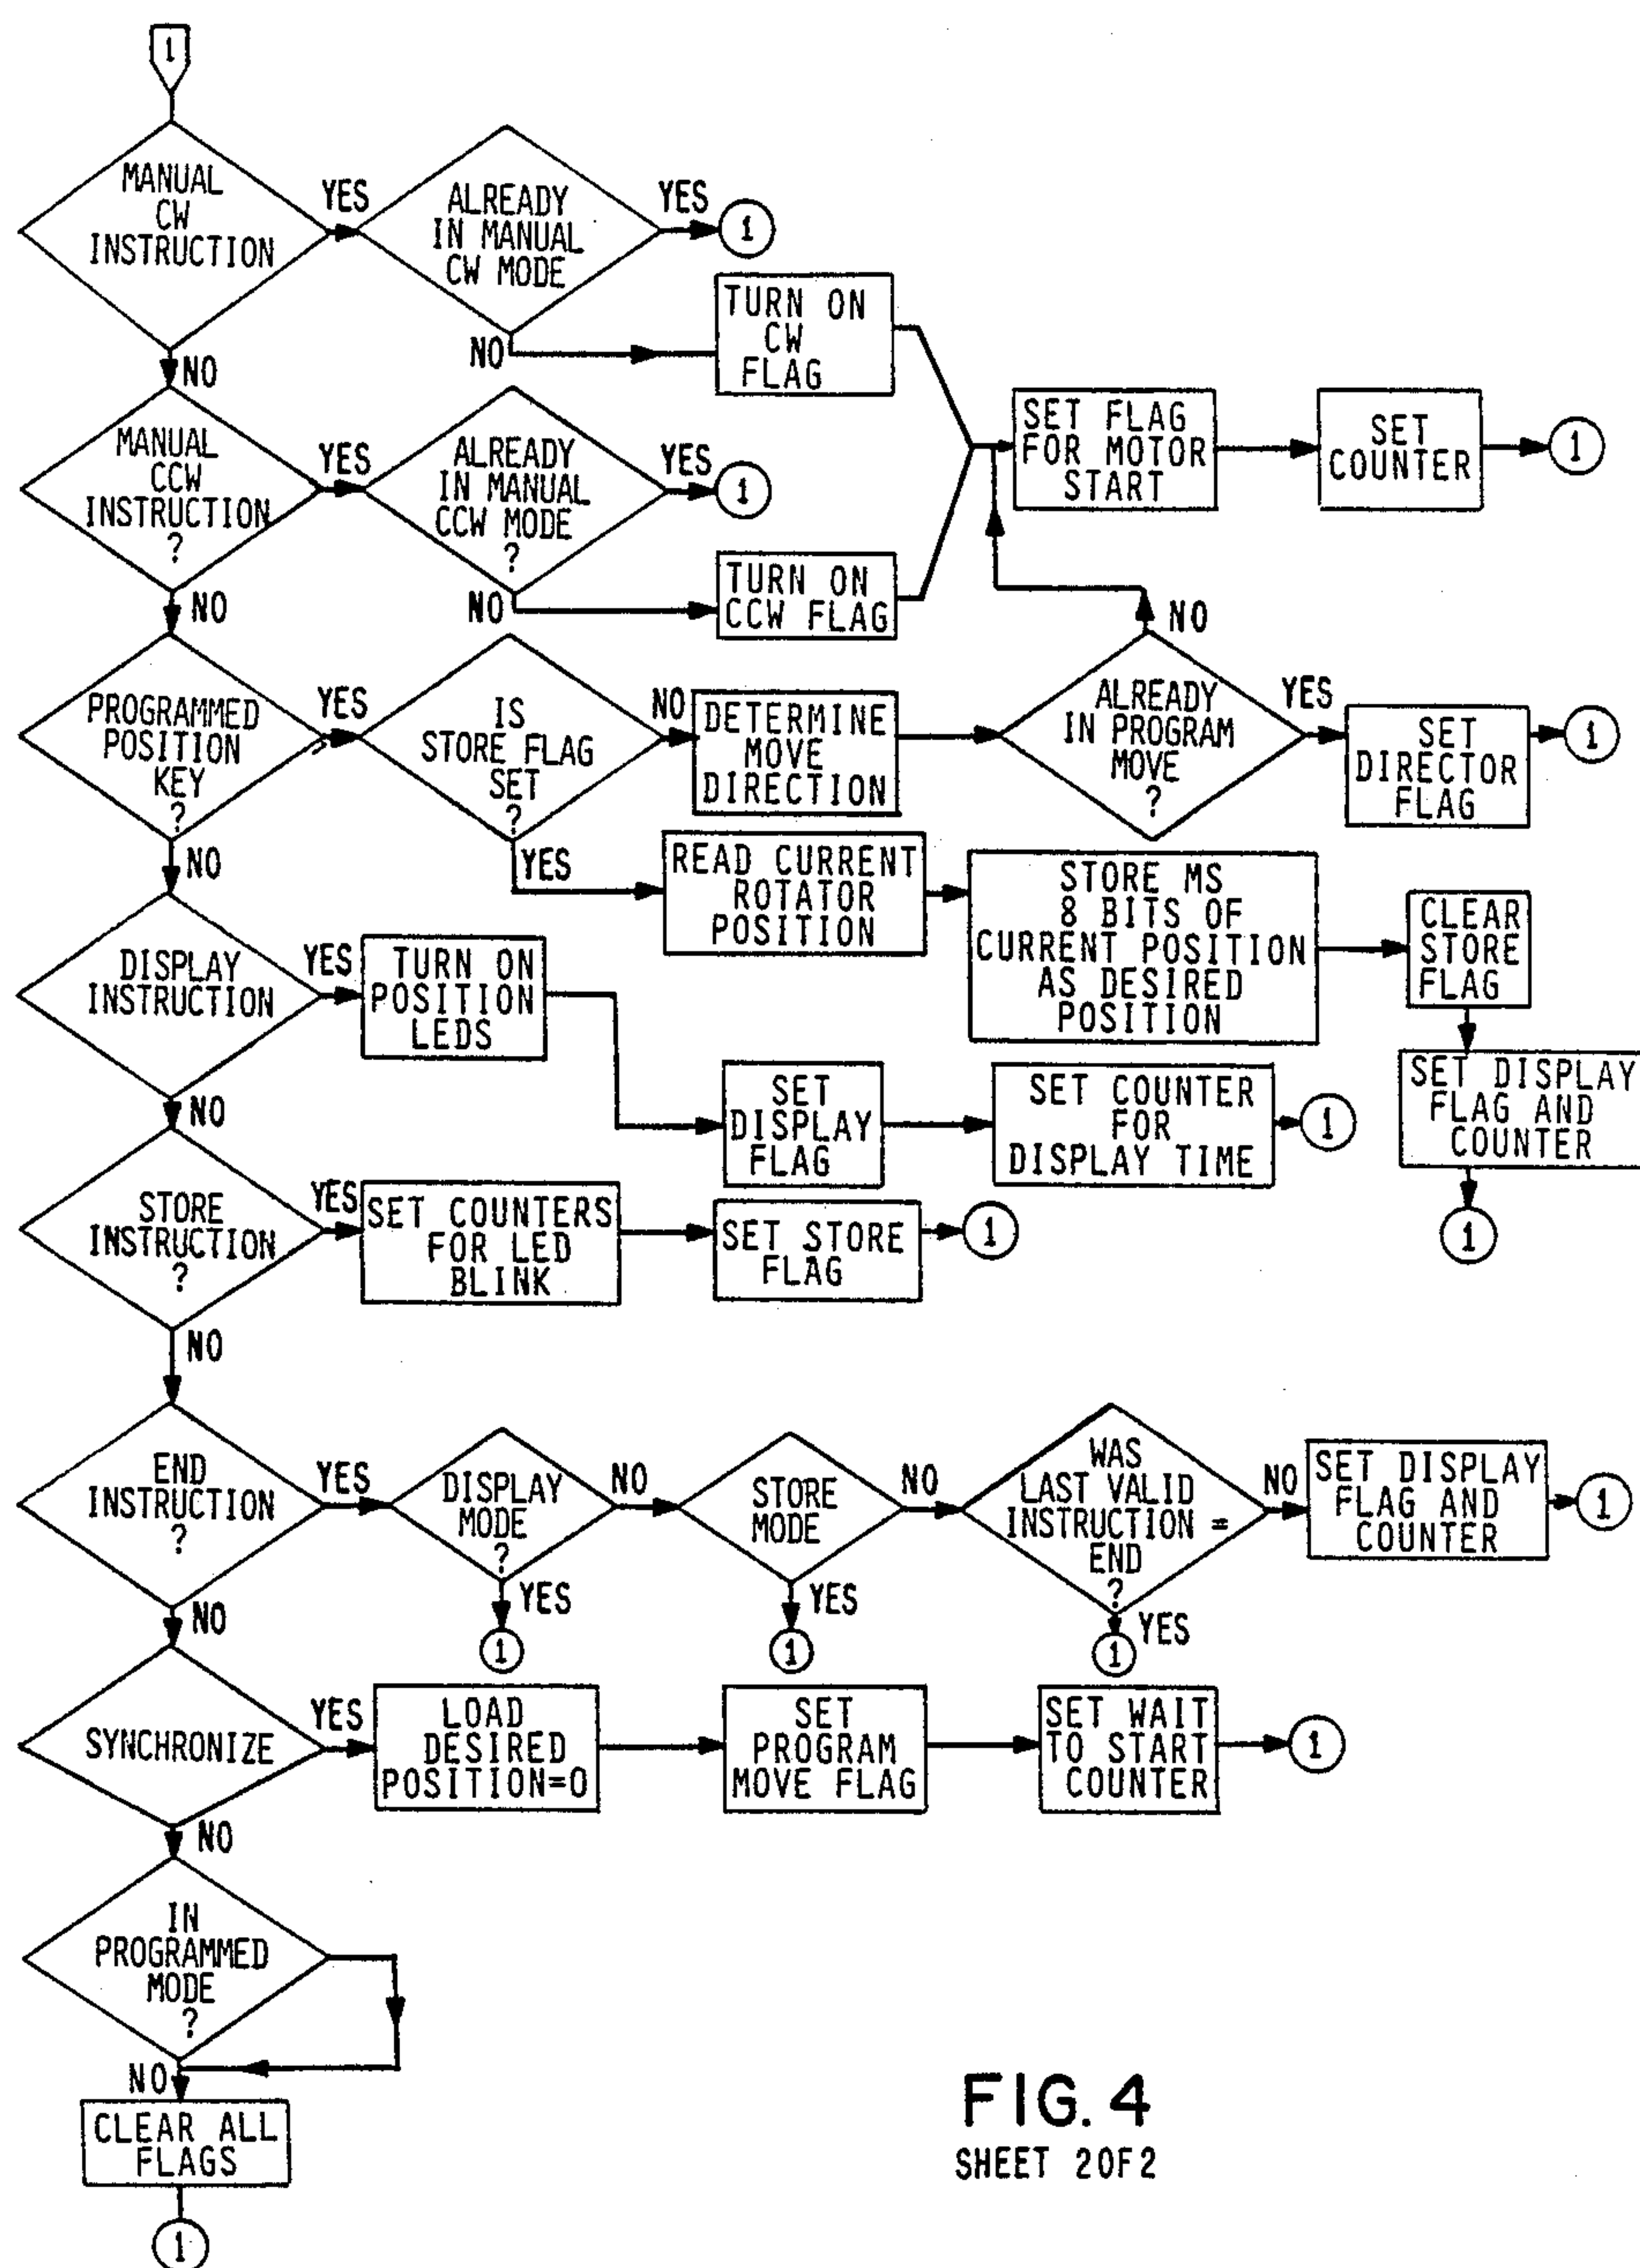 1
MANUAL
CW
INSTRUCTION
YES
ALREADY
IN MANUAL
CW MODE
YES
1
NO
TURN ON
CW
FLAG
NO
MANUAL
CCW
INSTRUCTION
?
YES
ALREADY
IN MANUAL
CCW MODE
?
YES
1
NO
TURN ON
CCW FLAG
SET FLAG
FOR MOTOR
START
SET
COUNTER
1
NO
PROGRAMMED
POSITION
KEY
?
YES
IS
STORE FLAG
SET
?
NO
DETERMINE
MOVE
DIRECTION
ALREADY
IN PROGRAM
MOVE
?
NO
YES
SET
DIRECTOR
FLAG
1
YES
READ CURRENT
ROTATOR
POSITION
STORE MS
8 BITS OF
CURRENT POSITION
AS DESIRED
POSITION
CLEAR
STORE
FLAG
SET DISPLAY
FLAG AND
COUNTER
1
NO
DISPLAY
INSTRUCTION
YES
TURN ON
POSITION
LEDS
SET
DISPLAY
FLAG
SET COUNTER
FOR
DISPLAY TIME
1
NO
STORE
INSTRUCTION
?
YES
SET COUNTERS
FOR LED
BLINK
SET STORE
FLAG
1
NO
END
INSTRUCTION
?
YES
DISPLAY
MODE
?
NO
STORE
MODE
NO
WAS
LAST VALID
INSTRUCTION =
END
?
NO
SET DISPLAY
FLAG AND
COUNTER
1
YES
1
YES
1
YES
1
NO
SYNCHRONIZE
YES
LOAD
DESIRED
POSITION=0
SET
PROGRAM
MOVE FLAG
SET WAIT
TO START
COUNTER
1
NO
IN
PROGRAMMED
MODE
?
NO
CLEAR ALL
FLAGS
1
FIG. 4
SHEET 2OF2